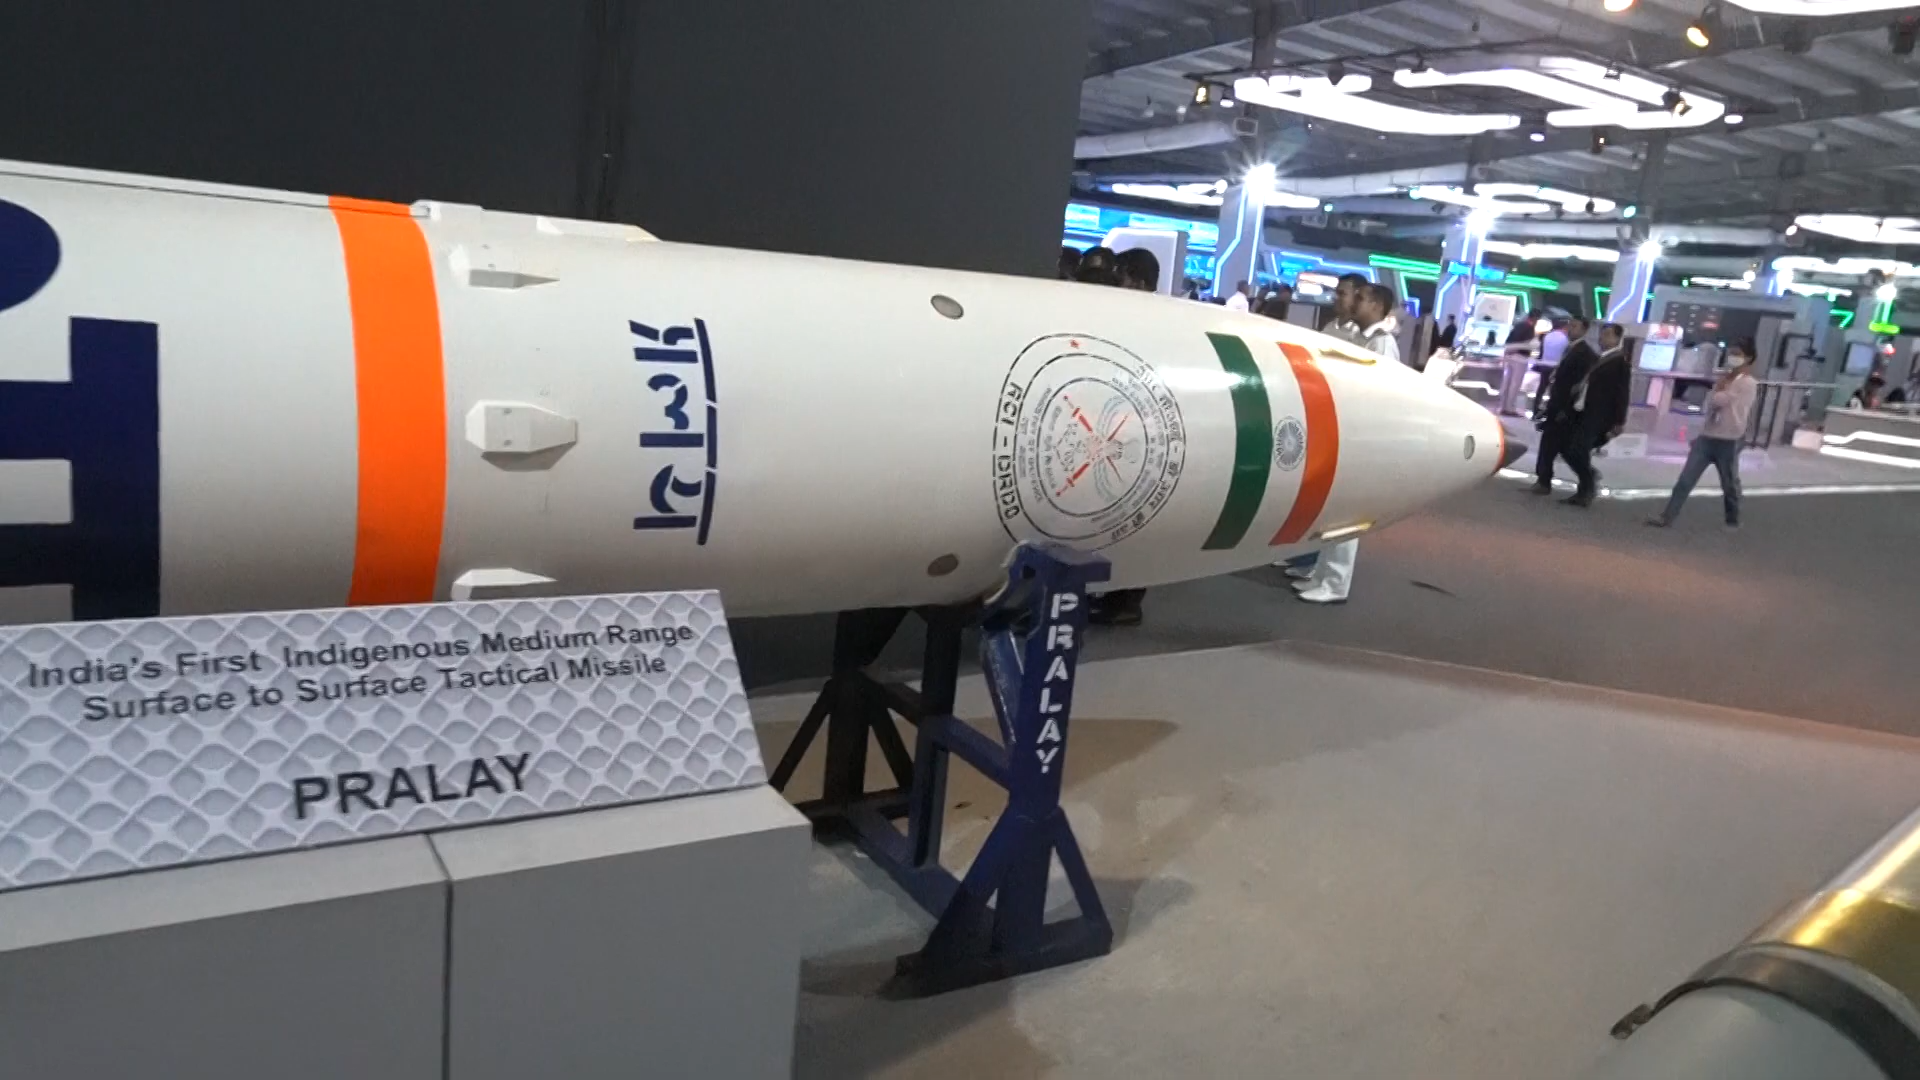 India's First Indigenous Medium Range
Surface to Surface Tactical Missile
PRALAY
प्रलय
RCI - DRDO
PRALAY